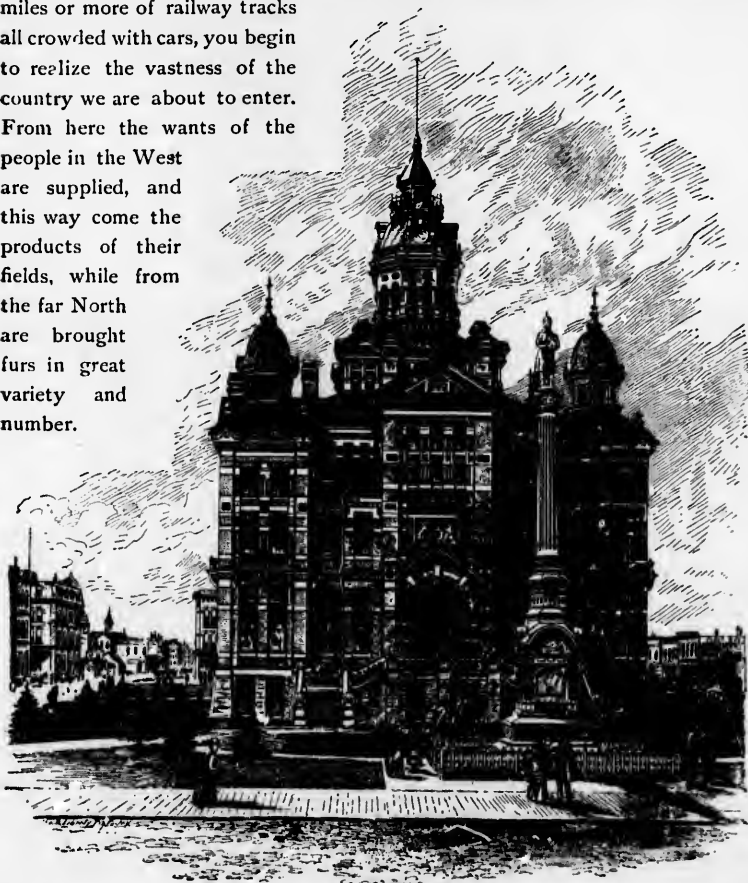 miles or more of railway tracks
all crowded with cars, you begin
to realize the vastness of the
country we are about to enter.
From here the wants of the
people in the West
are supplied, and
this way come the
products of their
fields, while from
the far North
are brought
furs in great
variety and
number.